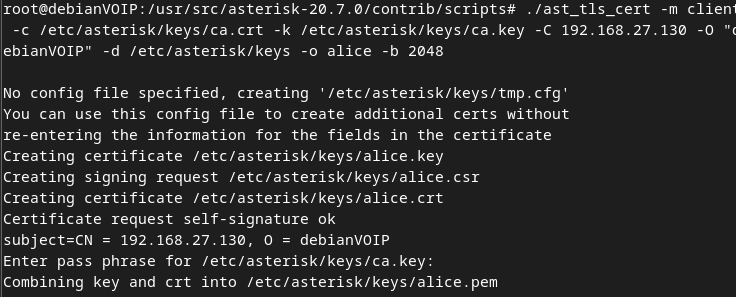 root@debianVOIP:/usr/src/asterisk-20.7.0/contrib/scripts# ./ast_tls_cert -m client
-c /etc/asterisk/keys/ca.crt -k /etc/asterisk/keys/ca.key -C 192.168.27.130 -O "d
ebianVOIP" -d /etc/asterisk/keys -o alice -b 2048

No config file specified, creating '/etc/asterisk/keys/tmp.cfg'
You can use this config file to create additional certs without
re-entering the information for the fields in the certificate
Creating certificate /etc/asterisk/keys/alice.key
Creating signing request /etc/asterisk/keys/alice.csr
Creating certificate /etc/asterisk/keys/alice.crt
Certificate request self-signature ok
subject=CN = 192.168.27.130, O = debianVOIP
Enter pass phrase for /etc/asterisk/keys/ca.key:
Combining key and crt into /etc/asterisk/keys/alice.pem